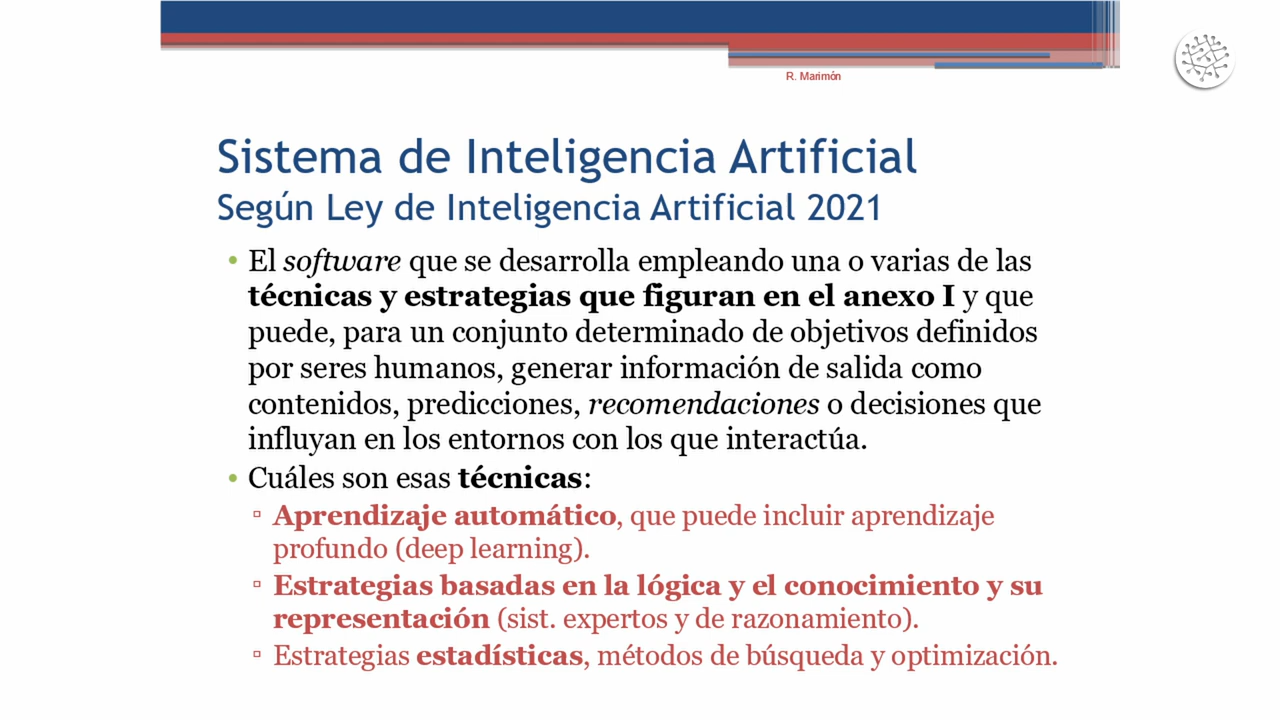 R. Marimón
Sistema de Inteligencia Artificial
Según Ley de Inteligencia Artificial 2021
• El software que se desarrolla empleando una o varias de las
técnicas y estrategias que figuran en el anexo I y que
puede, para un conjunto determinado de objetivos definidos
por seres humanos, generar información de salida como
contenidos, predicciones, recomendaciones o decisiones que
influyan en los entornos con los que interactúa.
• Cuáles son esas técnicas:
▫ Aprendizaje automático, que puede incluir aprendizaje
profundo (deep learning).
▫ Estrategias basadas en la lógica y el conocimiento y su
representación (sist. expertos y de razonamiento).
▫ Estrategias estadísticas, métodos de búsqueda y optimización.